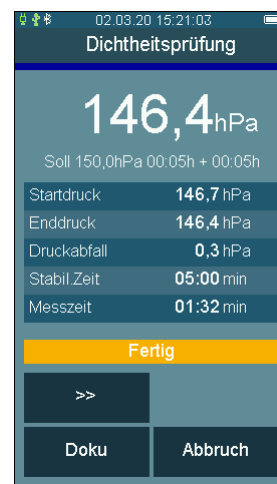 02.03.20 15:21:03
Dichtheitsprüfung
146,4hPa
Soll 150,0hPa 00:05h + 00:05h
Startdruck 146,7 hPa
Enddruck 146,4 hPa
Druckabfall 0,3 hPa
Stabil.Zeit 05:00 min
Messzeit 01:32 min
Fertig
>>
Doku Abbruch